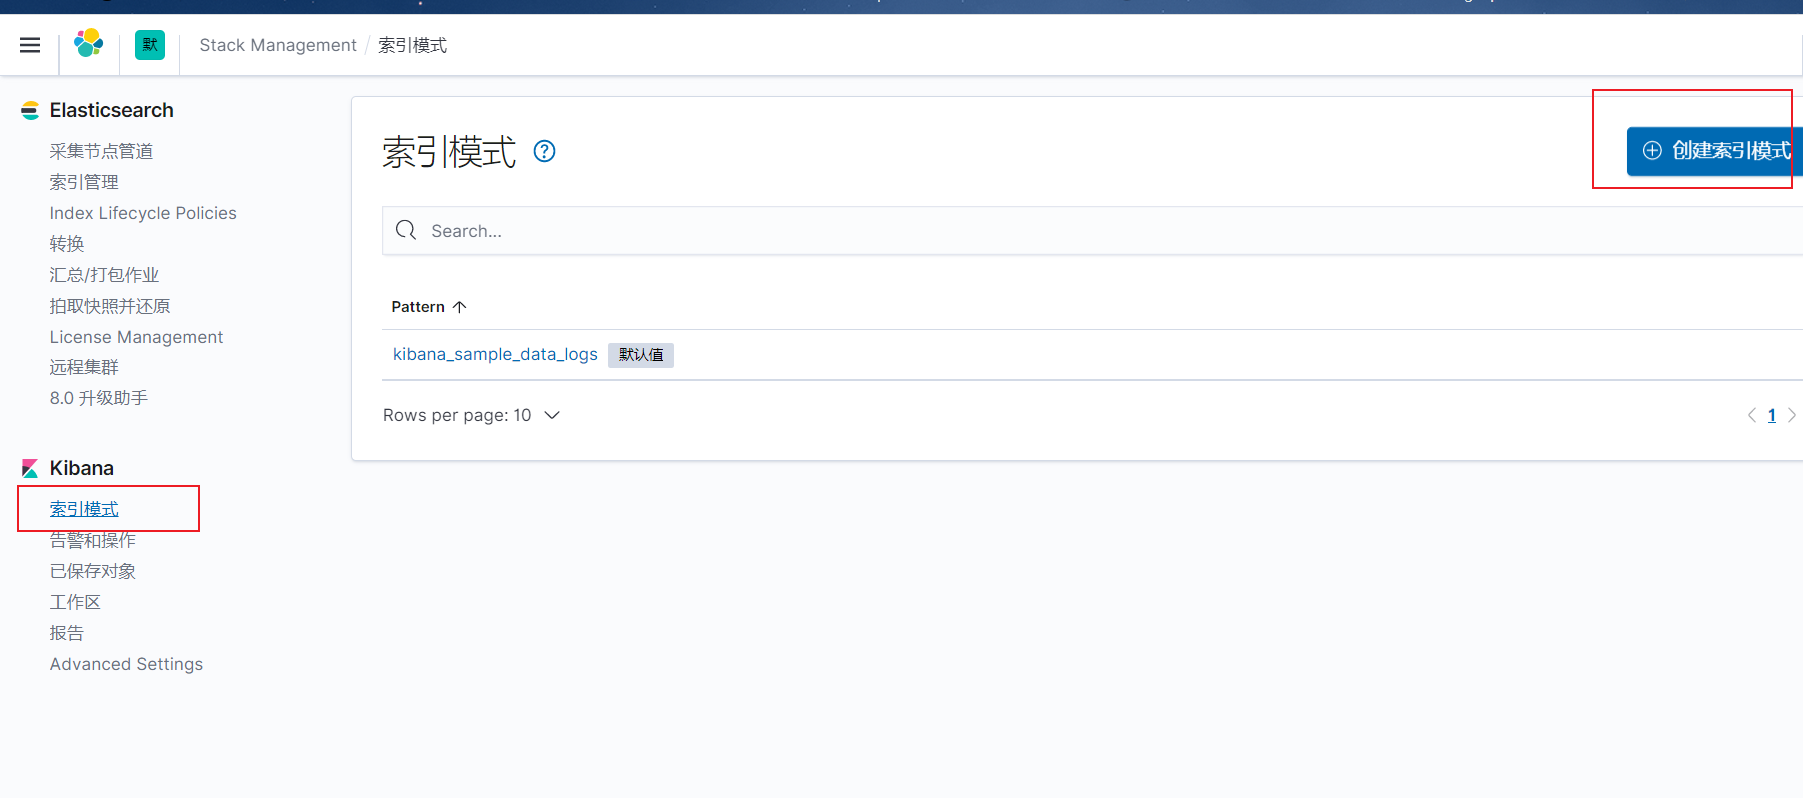 默
Stack Management / 索引模式
Elasticsearch
采集节点管道
索引管理
Index Lifecycle Policies
转换
汇总/打包作业
拍取快照并还原
License Management
远程集群
8.0 升级助手
Kibana
索引模式
告警和操作
已保存对象
工作区
报告
Advanced Settings
索引模式 ?
创建索引模式
Search...
Pattern ↑
kibana_sample_data_logs 默认值
Rows per page: 10
< 1 >